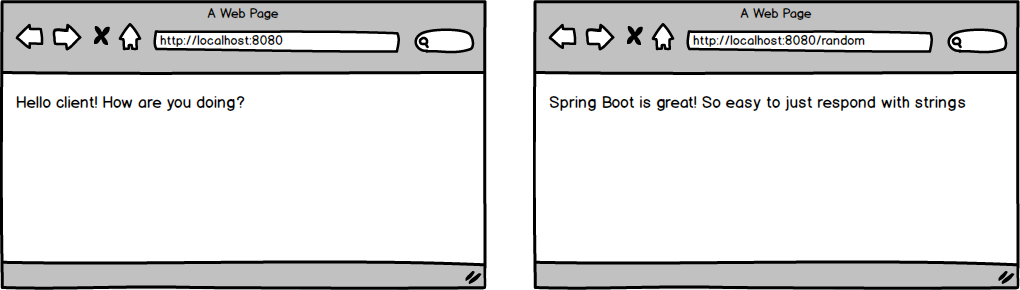 A Web Page
http://localhost:8080
Hello client! How are you doing?
A Web Page
http://localhost:8080/random
Spring Boot is great! So easy to just respond with strings